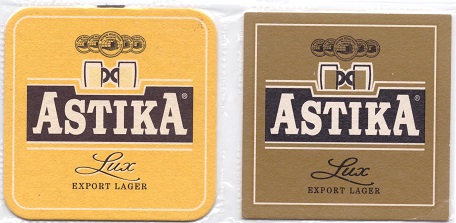 ASTIKA®
Lux
EXPORT LAGER
ASTIKA®
Lux
EXPORT LAGER